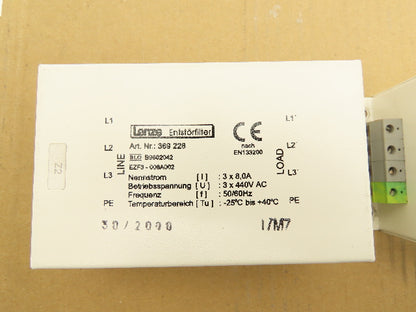 Lenze Entstörfilter
Art. Nr.: 369 228
BLO B9602042
EZF3 - 008A002
Nennstrom [ I ] : 3 x 8,0A
Betriebsspannung [ U ] : 3 x 440V AC
Frequenz [ f ] : 50/60Hz
Temperaturbereich [ Tu ] : -25°C bis +40°C
CE
nach
EN133200
L1
L2
L3
PE
LINE
LOAD
L1'
L2'
L3'
PE
Z2
30/2000
17M7